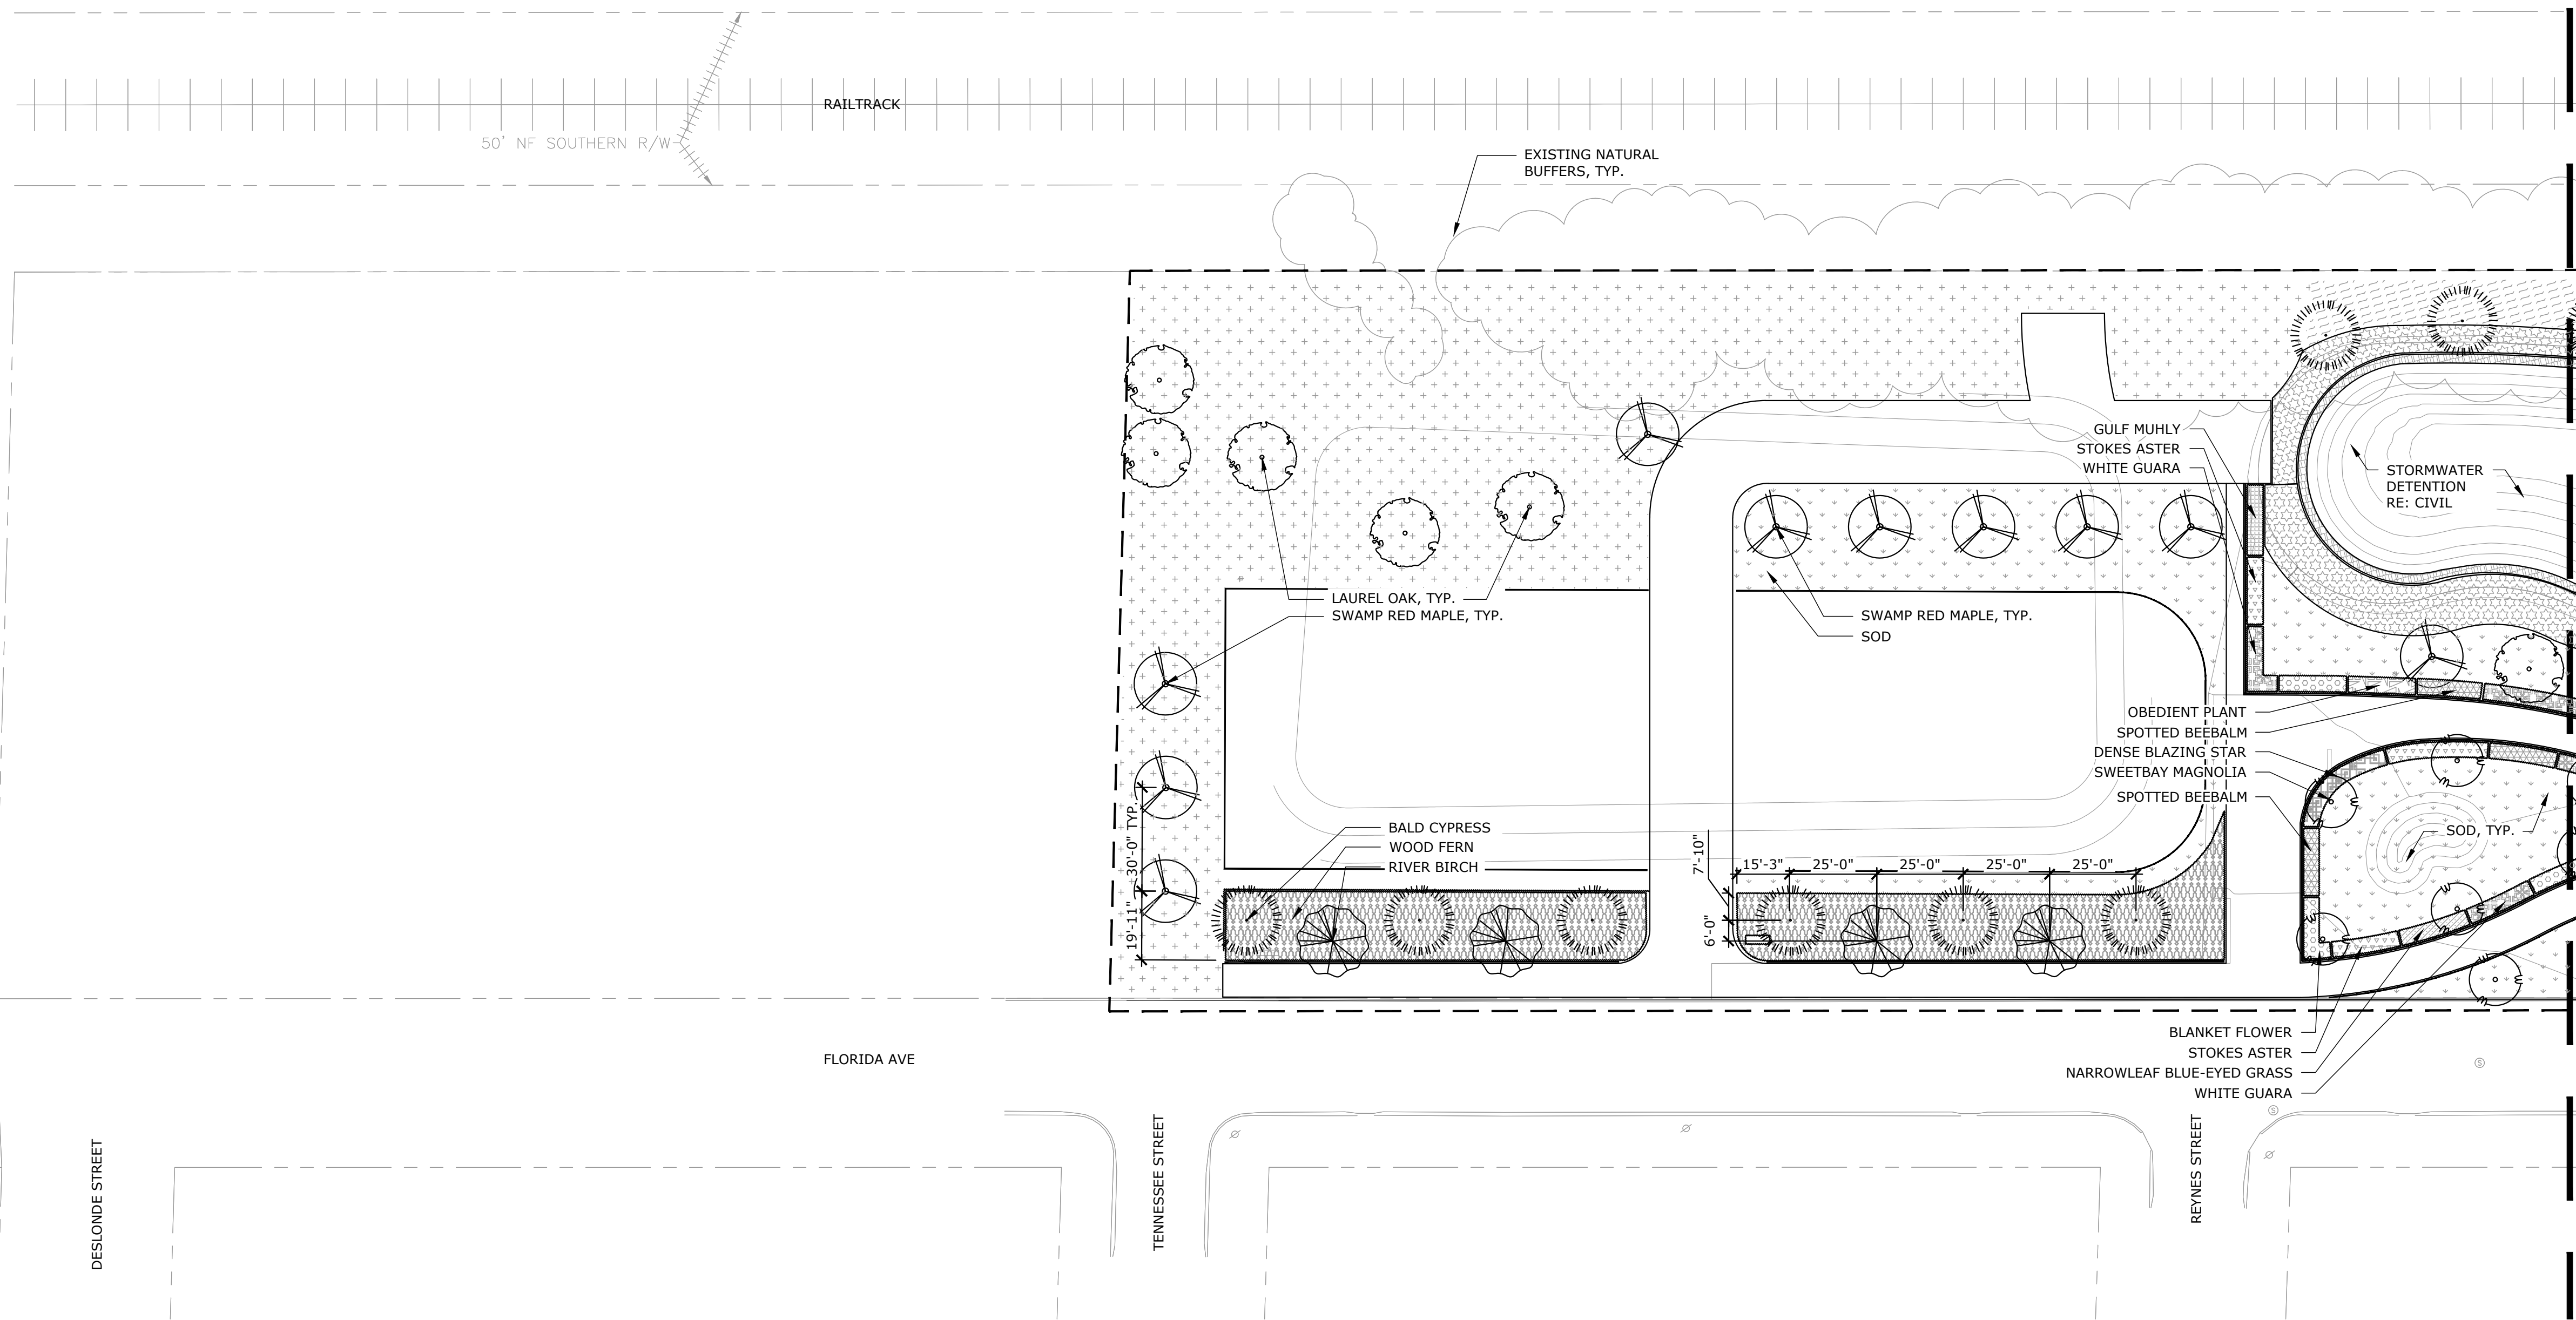 RAILTRACK
50' NF SOUTHERN R/W
EXISTING NATURAL
BUFFERS, TYP.
GULF MUHLY
STOKES ASTER
WHITE GUARA
STORMWATER
DETENTION
RE: CIVIL
LAUREL OAK, TYP.
SWAMP RED MAPLE, TYP.
SWAMP RED MAPLE, TYP.
SOD
OBEDIENT PLANT
SPOTTED BEEBALM
DENSE BLAZING STAR
SWEETBAY MAGNOLIA
SPOTTED BEEBALM
SOD, TYP.
30'-0" TYP.
19'-11"
BALD CYPRESS
WOOD FERN
RIVER BIRCH
7'-10"
6'-0"
15'-3"
25'-0"
25'-0"
25'-0"
25'-0"
BLANKET FLOWER
STOKES ASTER
NARROWLEAF BLUE-EYED GRASS
WHITE GUARA
FLORIDA AVE
S
S
DESLONDE STREET
TENNESSEE STREET
REYNES STREET